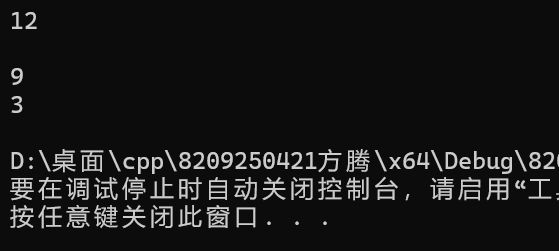 12
9
3
D:\桌面\cpp\8209250421方腾\x64\Debug\820
要在调试停止时自动关闭控制台，请启用“工具
按任意键关闭此窗口. . .